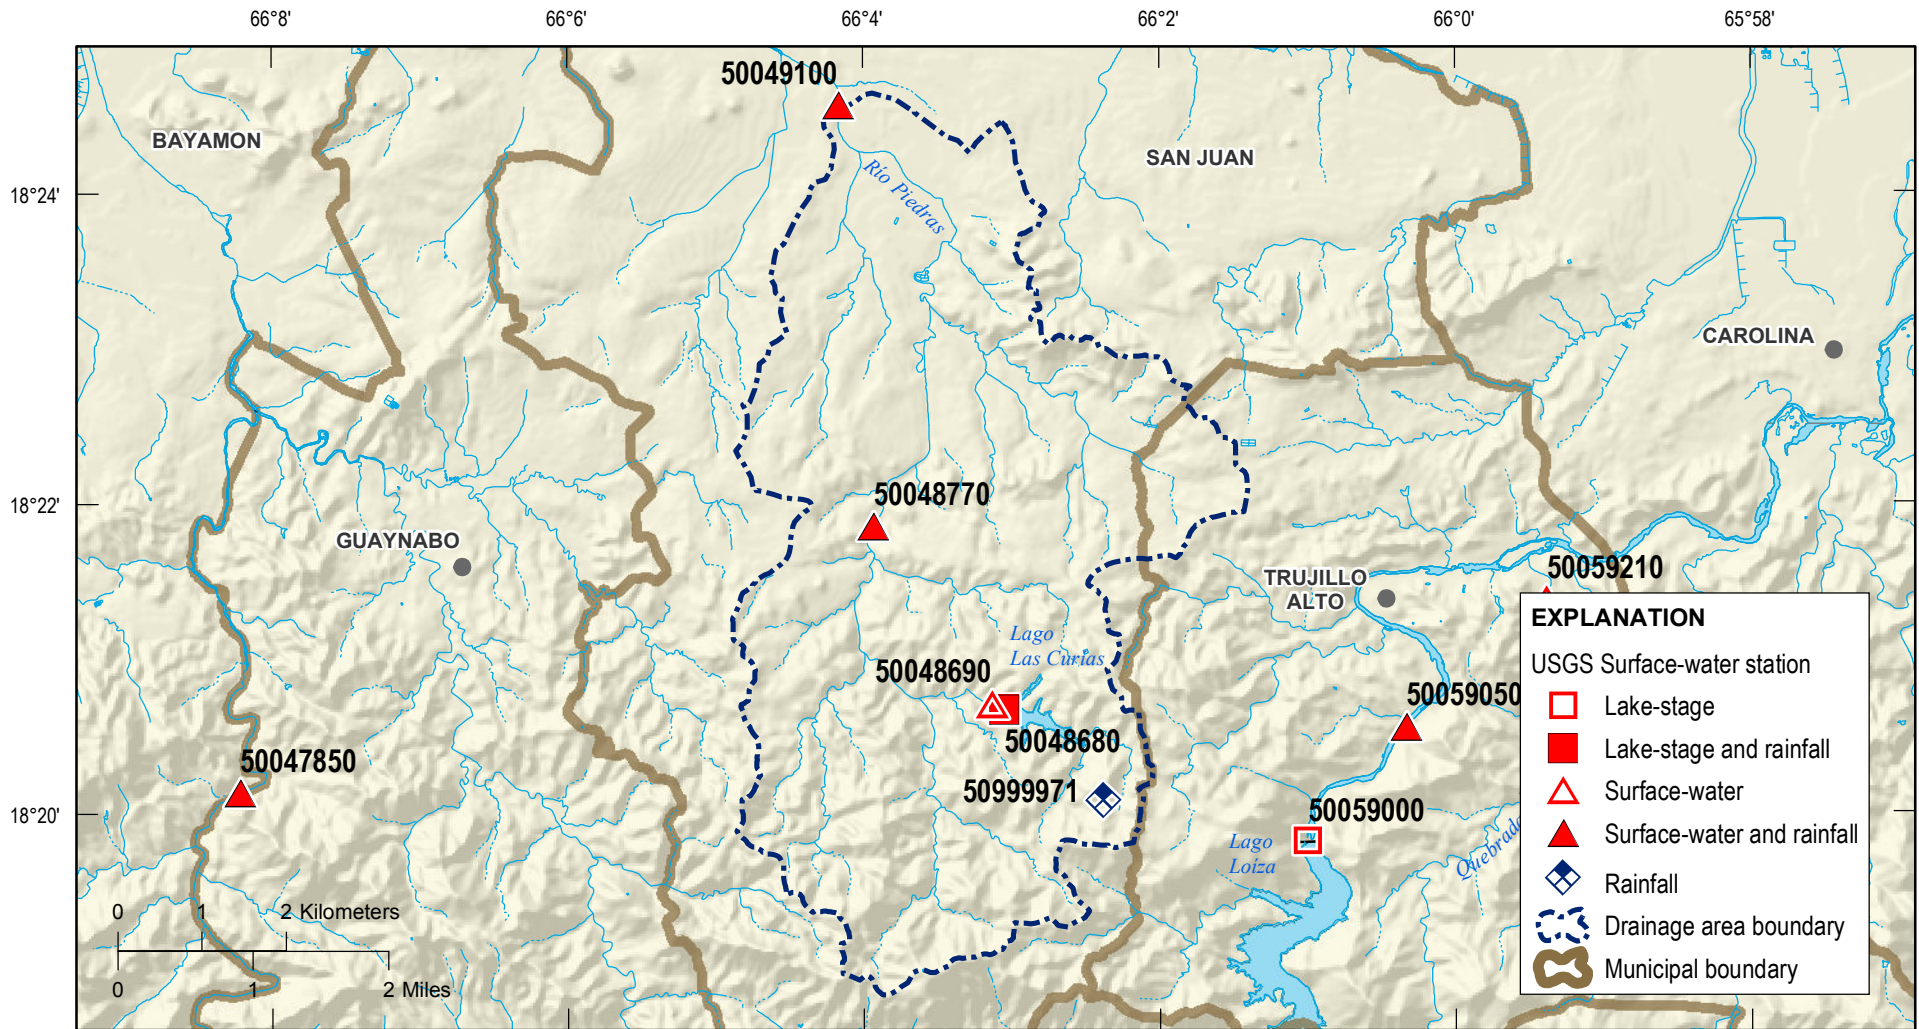 66°8'
66°6'
66°4'
66°2'
66°0'
65°58'
50049100
BAYAMON
SAN JUAN
Río Piedras
18°24'
CAROLINA
50048770
18°22'
GUAYNABO
50059210
TRUJILLO
ALTO
EXPLANATION
USGS Surface-water station
Lake-stage
Lake-stage and rainfall
Surface-water
Surface-water and rainfall
Rainfall
Drainage area boundary
Municipal boundary
Lago
Las Curías
50048690
50059050
50048680
50047850
50999971
18°20'
50059000
Lago
Loíza
Quebrada
0 1 2 Kilometers
0 1 2 Miles